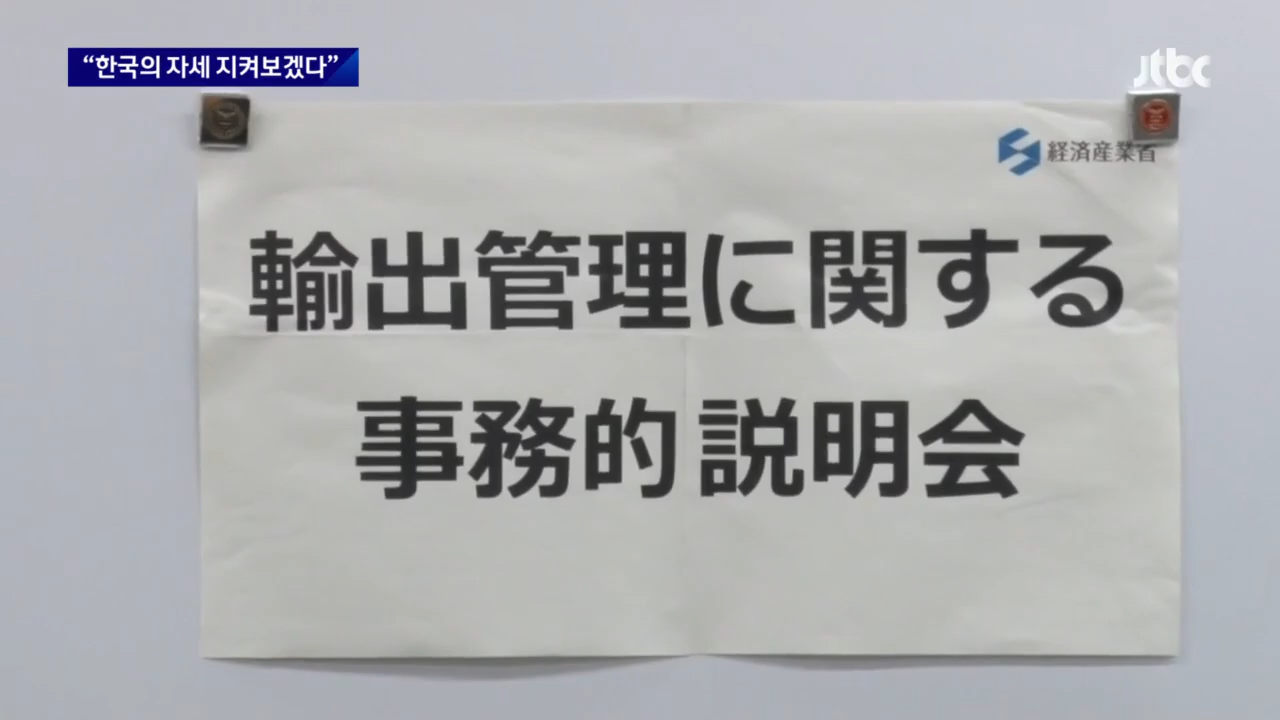 “한국의 자세 지켜보겠다”
jtbc
経済産業省
輸出管理に関する
事務的説明会